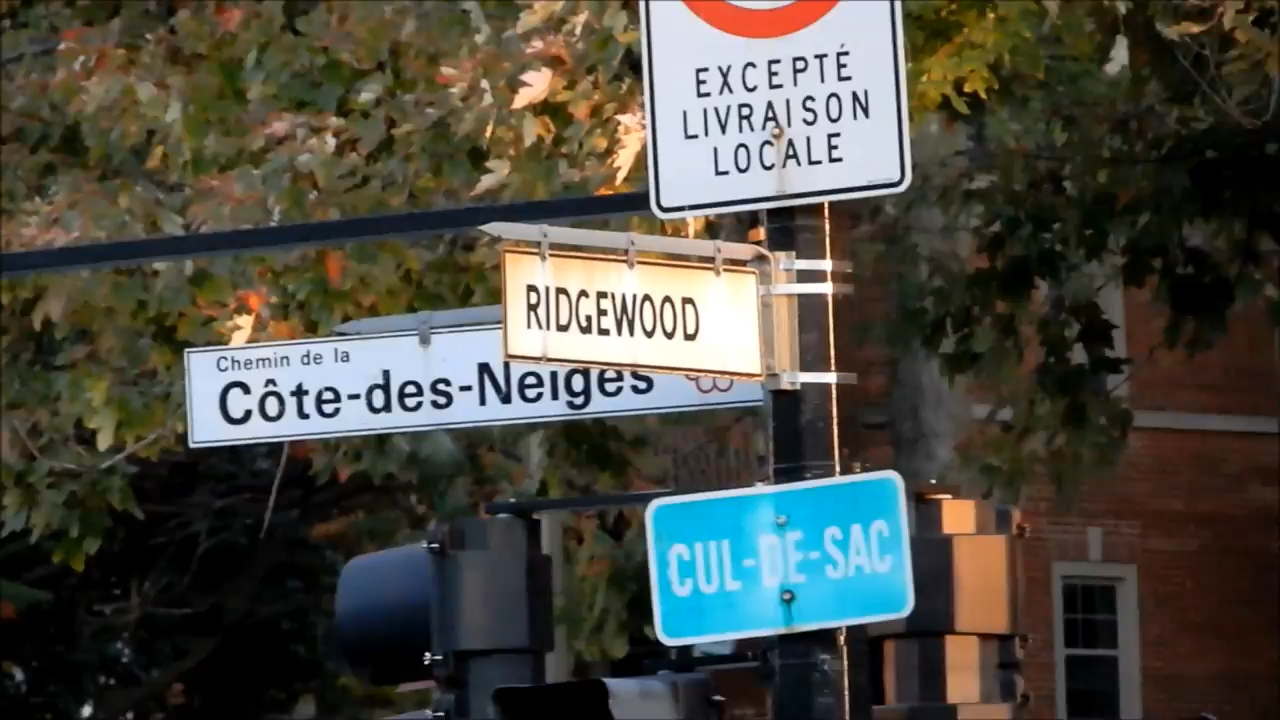 EXCEPTÉ
LIVRAISON
LOCALE
RIDGEWOOD
Chemin de la
Côte-des-Neiges
CUL-DE-SAC